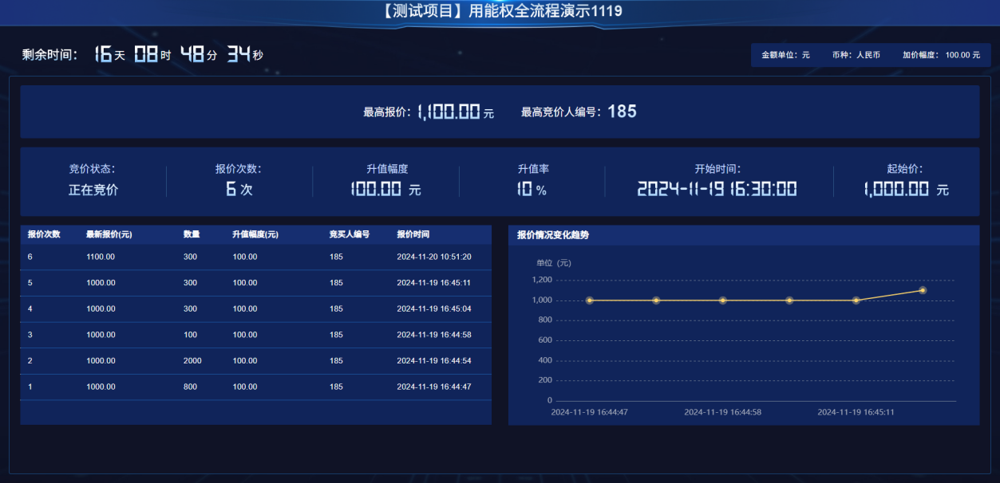 【测试项目】用能权全流程演示1119
剩余时间: 16天 08时 48分 34秒
金额单位: 元 币种: 人民币 加价幅度: 100.00 元
最高报价: 1,100.00 元 最高竞价人编号: 185
竞价状态: 报价次数: 升值幅度 升值率 开始时间: 起始价:
正在竞价 6 次 100.00 元 10 % 2024-11-19 16:30:00 1,000.00 元
报价次数 最新报价(元) 数量 升值幅度(元) 竞买人编号 报价时间
6 1100.00 300 100.00 185 2024-11-20 10:51:20
5 1000.00 300 100.00 185 2024-11-19 16:45:11
4 1000.00 300 100.00 185 2024-11-19 16:45:04
3 1000.00 100 100.00 185 2024-11-19 16:44:58
2 1000.00 2000 100.00 185 2024-11-19 16:44:54
1 1000.00 800 100.00 185 2024-11-19 16:44:47
报价情况变化趋势
单位 (元)
1,200
1,000
800
600
400
200
0
2024-11-19 16:44:47 2024-11-19 16:44:58 2024-11-19 16:45:11